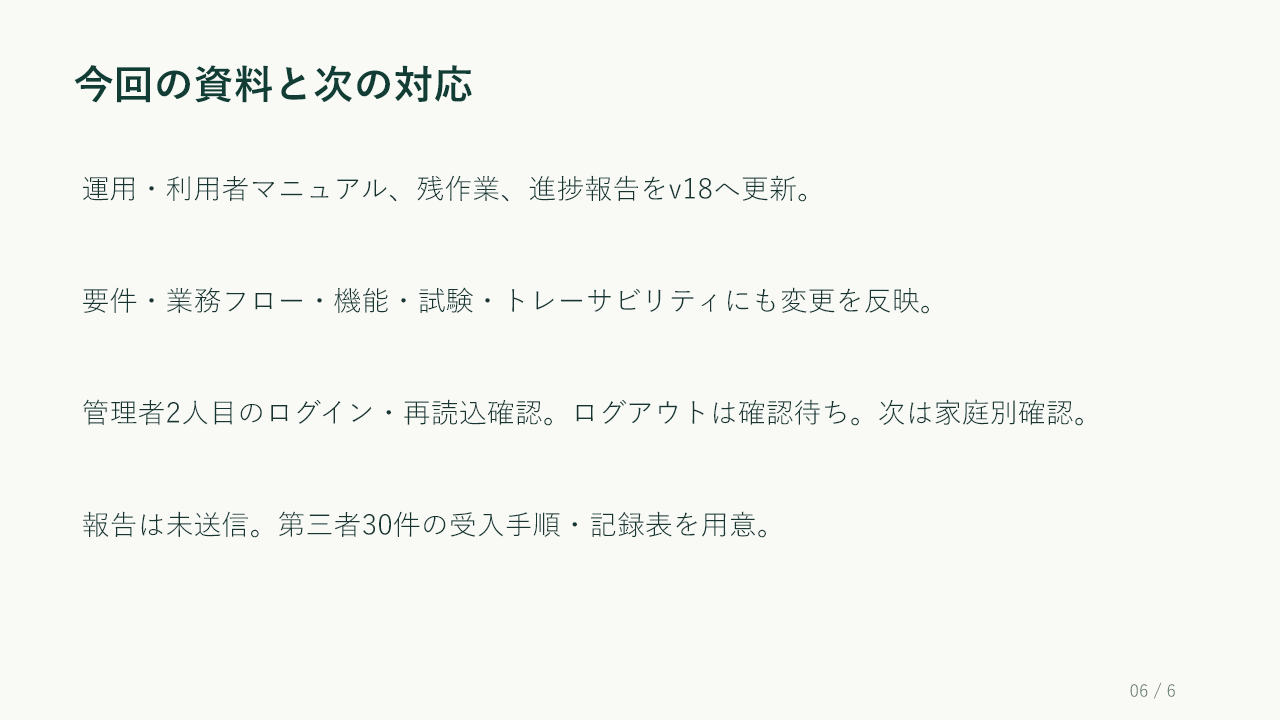 今回の資料と次の対応
運用・利用者マニュアル、残作業、進捗報告をv18へ更新。
要件・業務フロー・機能・試験・トレーサビリティにも変更を反映。
管理者2人目のログイン・再読込確認。ログアウトは確認待ち。次は家庭別確認。
報告は未送信。第三者30件の受入手順・記録表を用意。
06 / 6